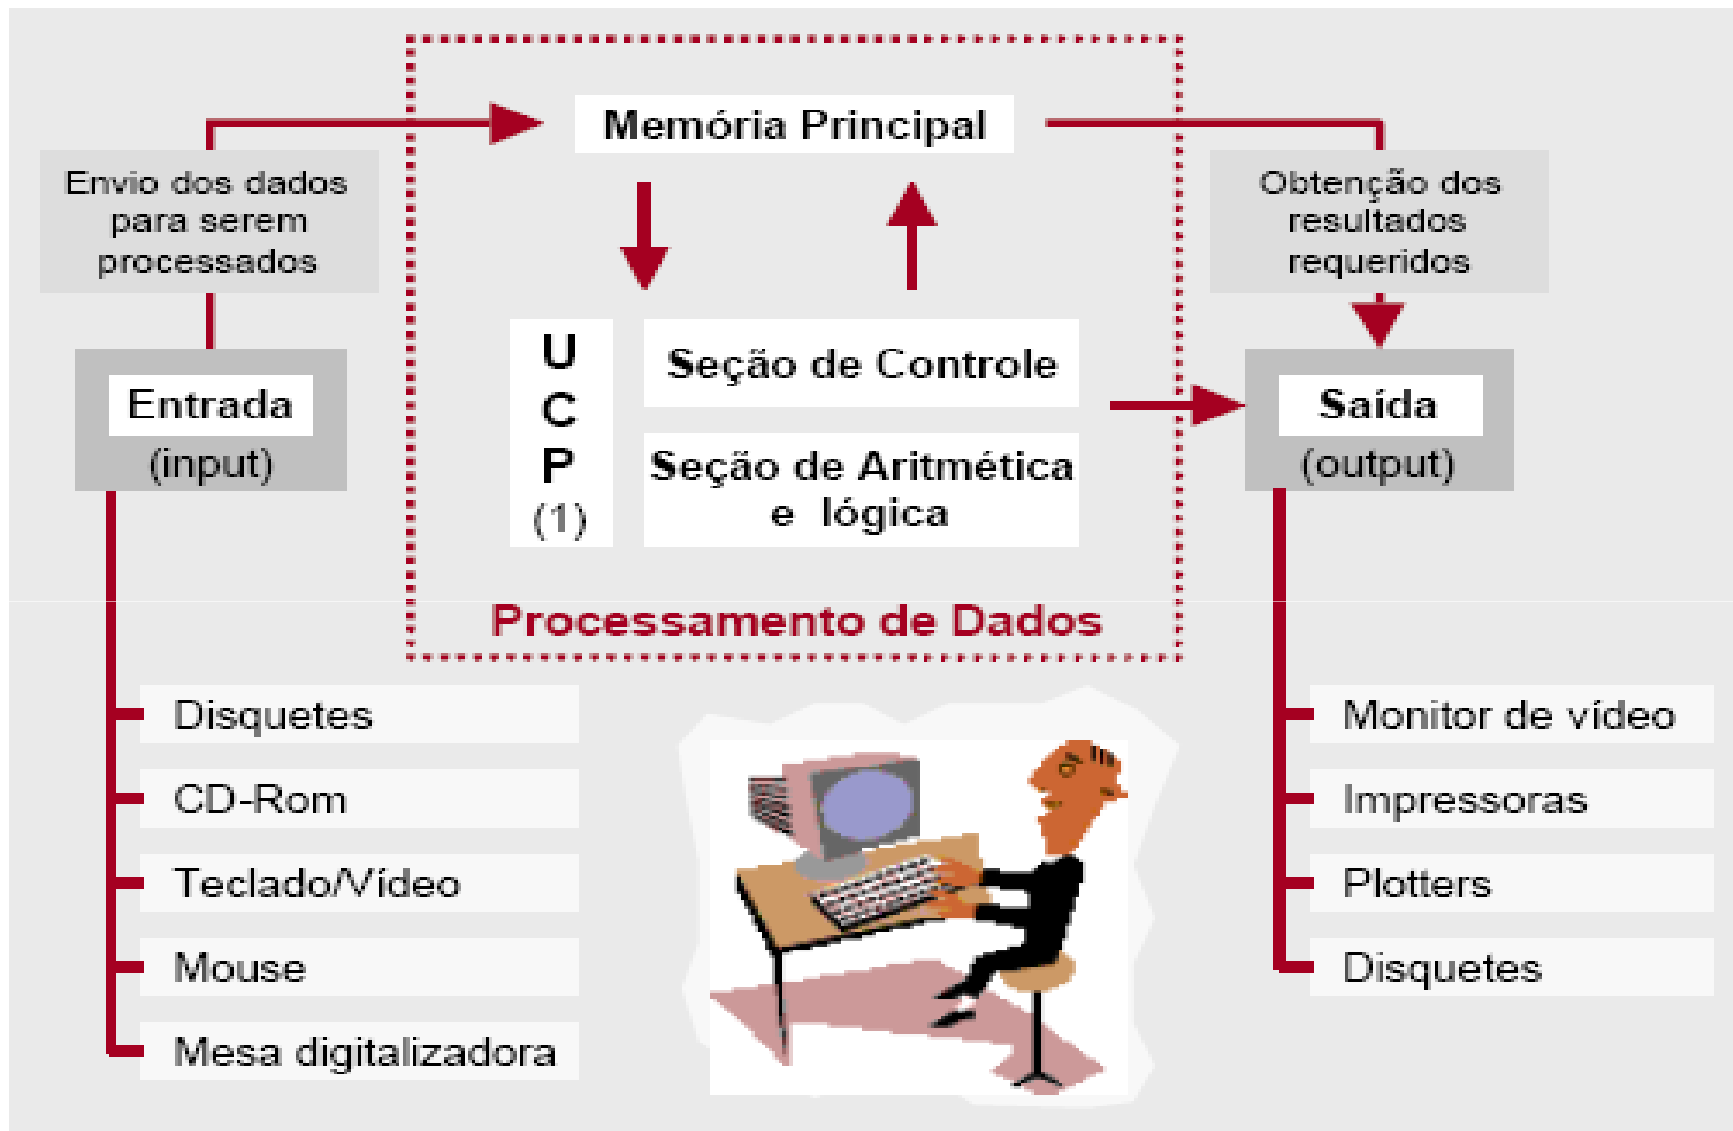 Memória Principal
Envio dos dados
para serem
processados
Obtenção dos
resultados
requeridos
Entrada
(input)
U
C
P
(1)
Seção de Controle
Seção de Aritmética
e lógica
Saída
(output)
Processamento de Dados
Disquetes
CD-Rom
Teclado/Vídeo
Mouse
Mesa digitalizadora
Monitor de vídeo
Impressoras
Plotters
Disquetes